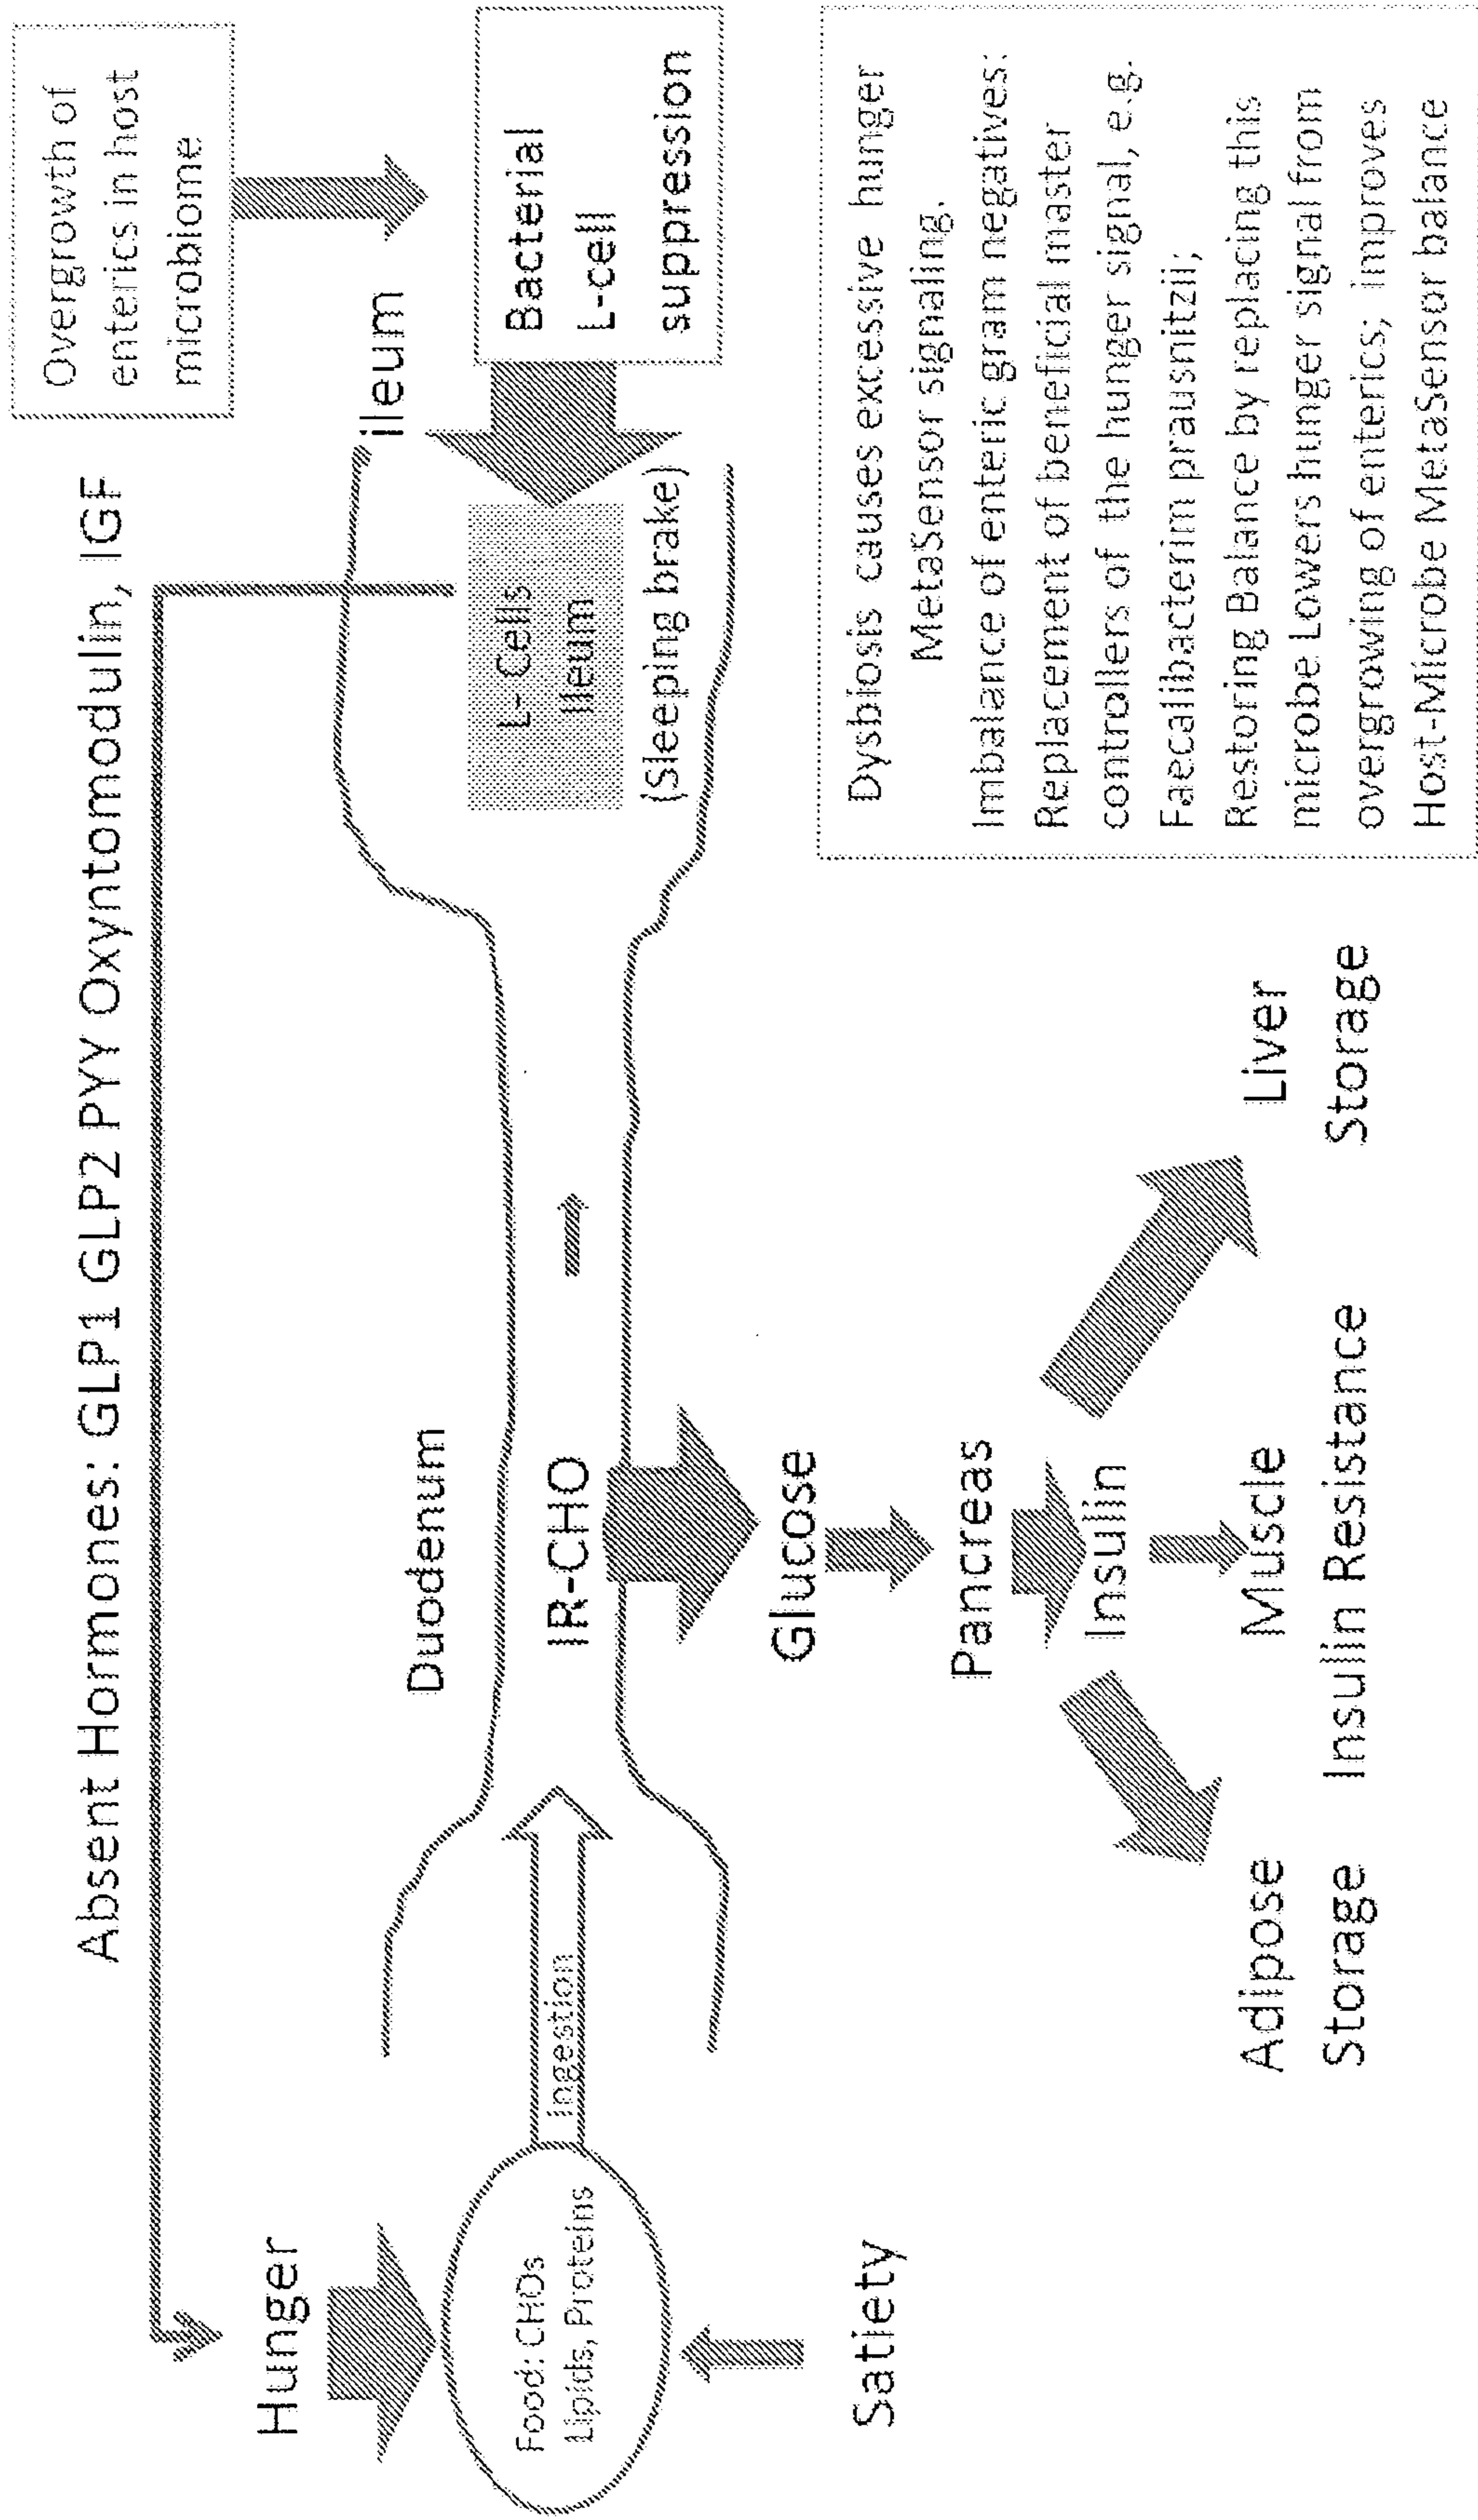 Absent Hormones: GLP1 GLP2 PYY Oxyntomodulin, IGF
Overgrowth of
enterics in host
microbiome
Hunger
Duodenum
ileum
Food: CHOs
Lipids, Proteins
Ingestion
IR-CHO
L- Cells
Ileum
(Sleeping brake)
Bacterial
L-cell
suppression
Satiety
Glucose
Pancreas
Insulin
Adipose
Storage
Muscle
Insulin Resistance
Liver
Storage
Dysbiosis causes excessive hunger
MetaSensor signaling.
Imbalance of enteric gram negatives:
Replacement of beneficial master
controllers of the hunger signal, e.g.
Faecalibacterim prausnitzii;
Restoring Balance by replacing this
microbe Lowers hunger signal from
overgrowing of enterics; improves
Host-Microbe MetaSensor balance